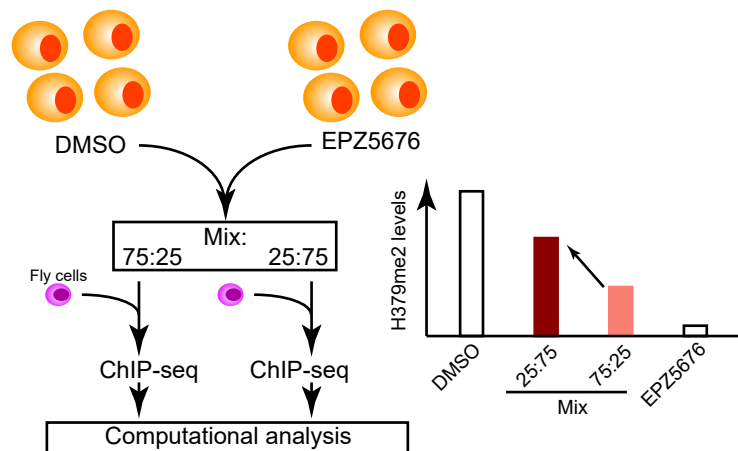 DMSO
EPZ5676
Mix:
75:25 25:75
Fly cells
ChIP-seq ChIP-seq
Computational analysis
H379me2 levels
DMSO
25:75
75:25
EPZ5676
Mix